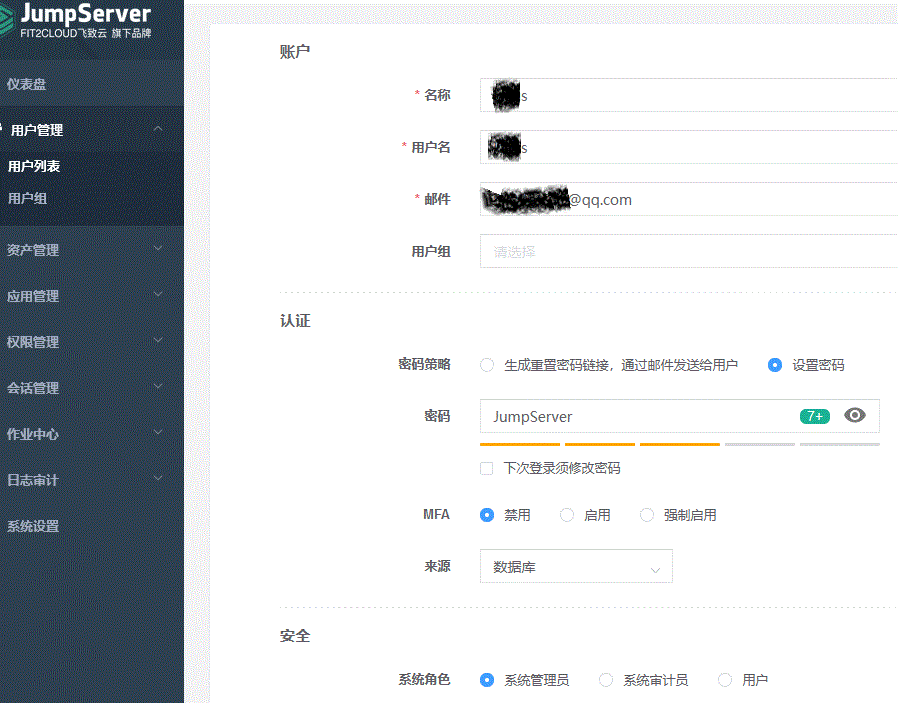 JumpServer
FIT2CLOUD飞致云 旗下品牌
仪表盘
用户管理
用户列表
用户组
资产管理
应用管理
权限管理
会话管理
作业中心
日志审计
系统设置
账户
* 名称 s
* 用户名 s
* 邮件 @qq.com
用户组 请选择
认证
密码策略 生成重置密码链接，通过邮件发送给用户 设置密码
密码 JumpServer 7+
下次登录须修改密码
MFA 禁用 启用 强制启用
来源 数据库
安全
系统角色 系统管理员 系统审计员 用户